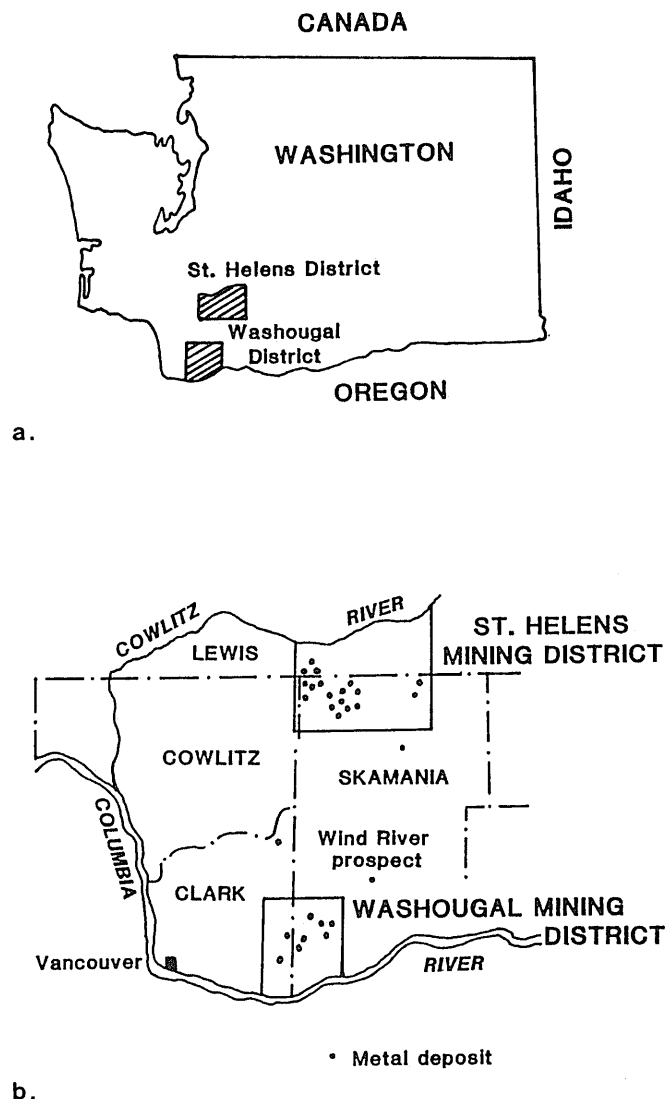 CANADA
WASHINGTON
IDAHO
St. Helens District
Washougal
District
OREGON
a.
COWLITZ
RIVER
LEWIS
ST. HELENS
MINING DISTRICT
COWLITZ
SKAMANIA
COLUMBIA
Wind River
prospect
CLARK
WASHOUGAL MINING
DISTRICT
Vancouver
RIVER
• Metal deposit
b.